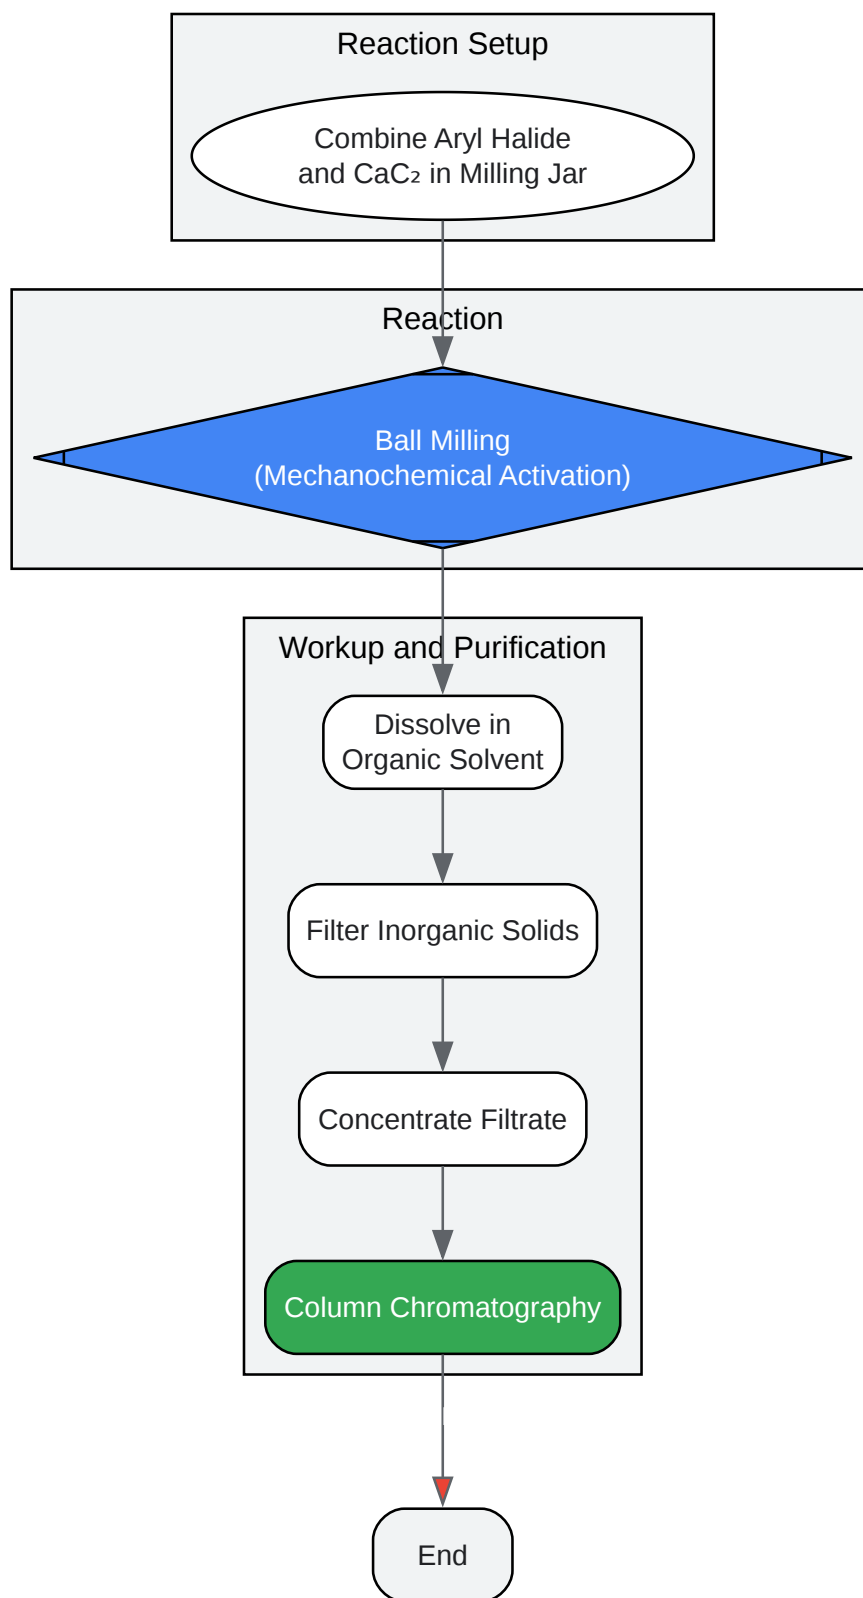 Reaction Setup
Combine Aryl Halide
and CaC₂ in Milling Jar
Reaction
Ball Milling
(Mechanochemical Activation)
Workup and Purification
Dissolve in
Organic Solvent
Filter Inorganic Solids
Concentrate Filtrate
Column Chromatography
End